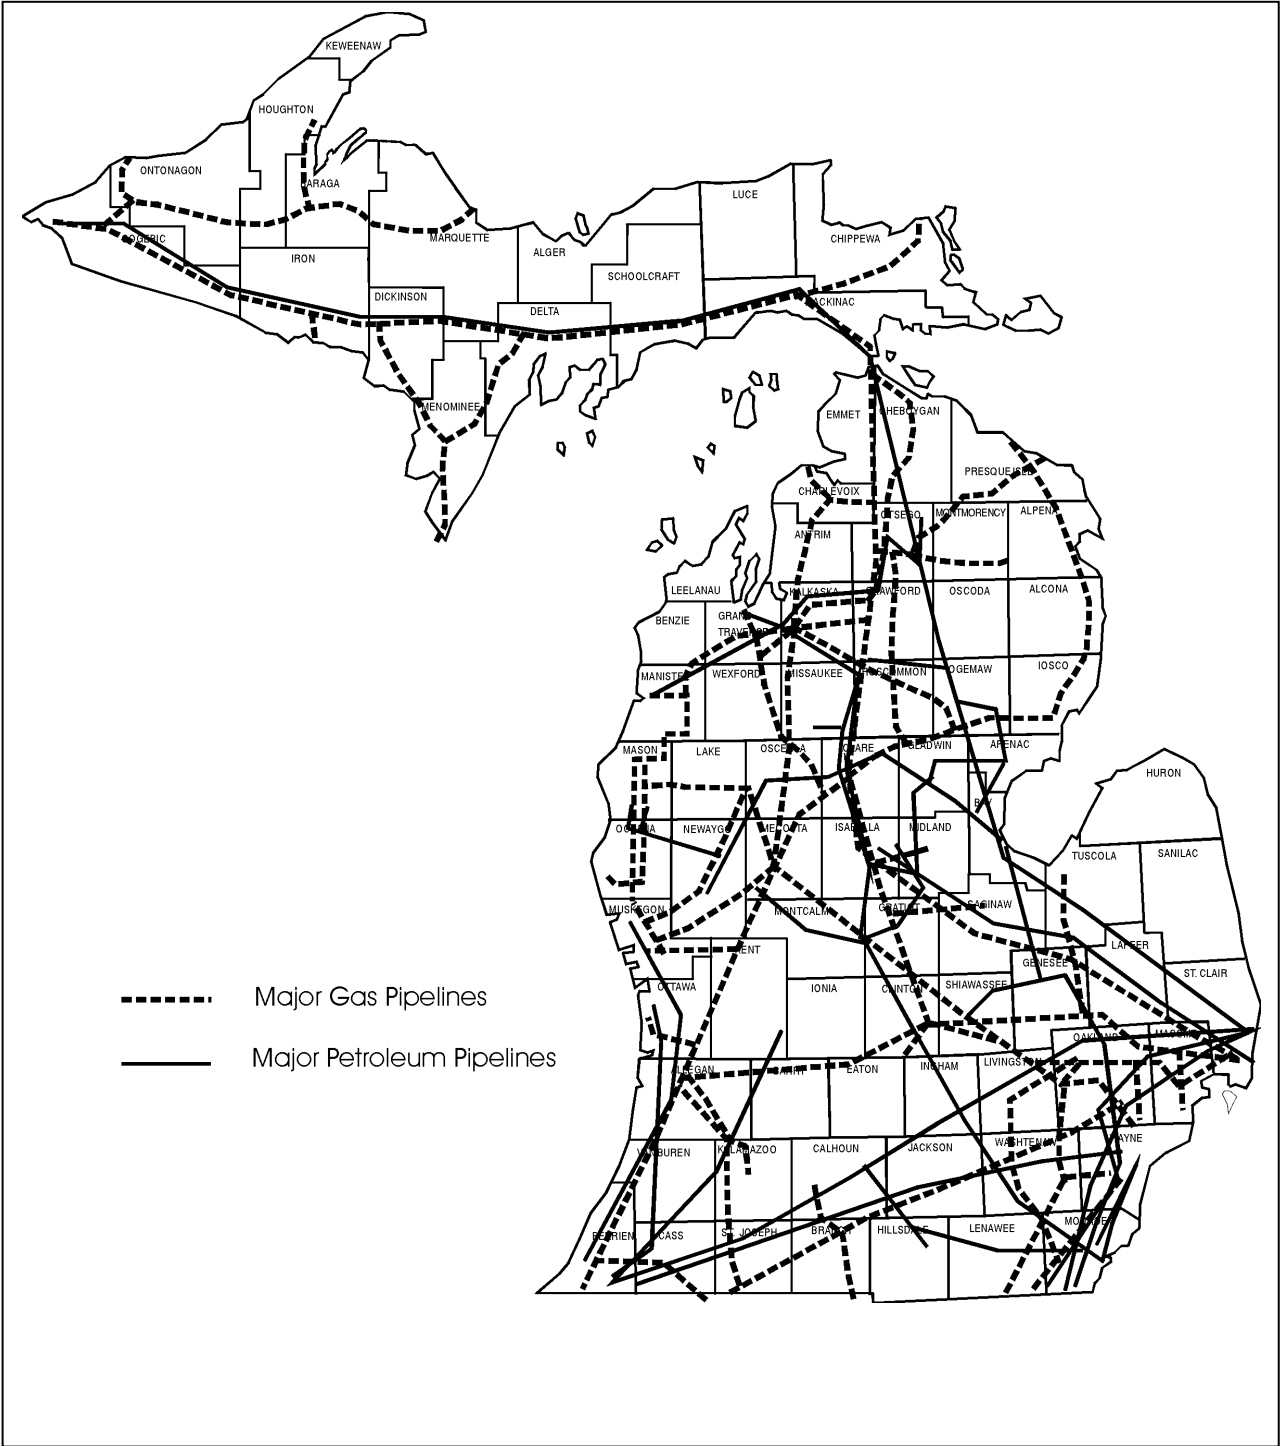 KEWEENAW
HOUGHTON
ONTONAGON
BARAGA
LUCE
GOGEBIC
MARQUETTE
CHIPPEWA
ALGER
IRON
SCHOOLCRAFT
DICKINSON
MACKINAC
DELTA
MENOMINEE
EMMET
CHEBOYGAN
PRESQUE ISLE
CHARLEVOIX
OTSEGO
MONTMORENCY
ALPENA
ANTRIM
LEELANAU
KALKASKA
CRAWFORD
OSCODA
ALCONA
BENZIE
GRAND
TRAVERSE
MANISTEE
WEXFORD
MISSAUKEE
ROSCOMMON
OGEMAW
IOSCO
MASON
LAKE
OSCEOLA
CLARE
GLADWIN
ARENAC
HURON
BAY
OCEANA
NEWAYGO
MECOSTA
ISABELLA
MIDLAND
TUSCOLA
SANILAC
MUSKEGON
MONTCALM
GRATIOT
SAGINAW
KENT
GENESEE
LAPEER
ST. CLAIR
OTTAWA
IONIA
CLINTON
SHIAWASSEE
Major Gas Pipelines
Major Petroleum Pipelines
OAKLAND
MACOMB
ALLEGAN
BARRY
EATON
INGHAM
LIVINGSTON
VAN BUREN
KALAMAZOO
CALHOUN
JACKSON
WASHTENAW
WAYNE
BERRIEN
CASS
ST. JOSEPH
BRANCH
HILLSDALE
LENAWEE
MONROE